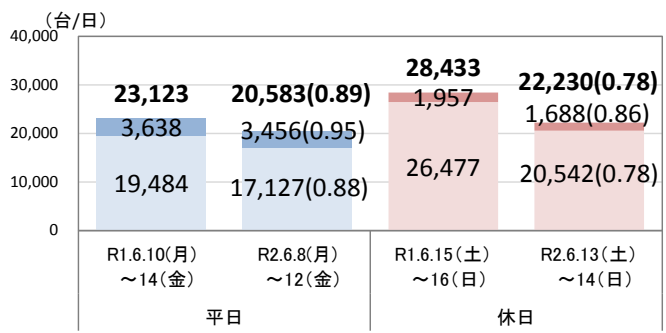 （台/日）
40,000
30,000
20,000
10,000
0
23,123
3,638
19,484
20,583(0.89)
3,456(0.95)
17,127(0.88)
28,433
1,957
26,477
22,230(0.78)
1,688(0.86)
20,542(0.78)
R1.6.10(月)
～14(金)
R2.6.8(月)
～12(金)
R1.6.15(土)
～16(日)
R2.6.13(土)
～14(日)
平日
休日